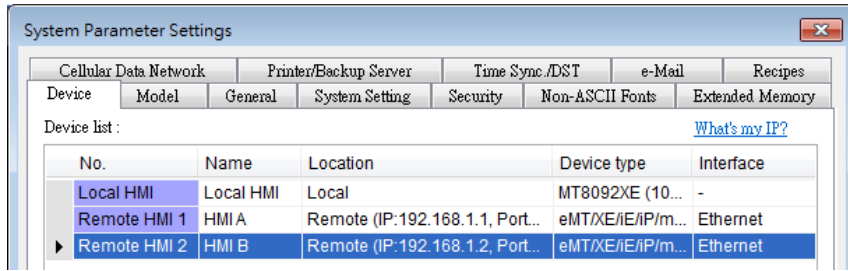 System Parameter Settings
Cellular Data Network Printer/Backup Server Time Sync./DST e-Mail Recipes
Device Model General System Setting Security Non-ASCII Fonts Extended Memory
Device list : What's my IP?
No. Name Location Device type Interface
Local HMI Local HMI Local MT8092XE (10... -
Remote HMI 1 HMI A Remote (IP:192.168.1.1, Port... eMT/XE/iE/iP/m... Ethernet
Remote HMI 2 HMI B Remote (IP:192.168.1.2, Port... eMT/XE/iE/iP/m... Ethernet